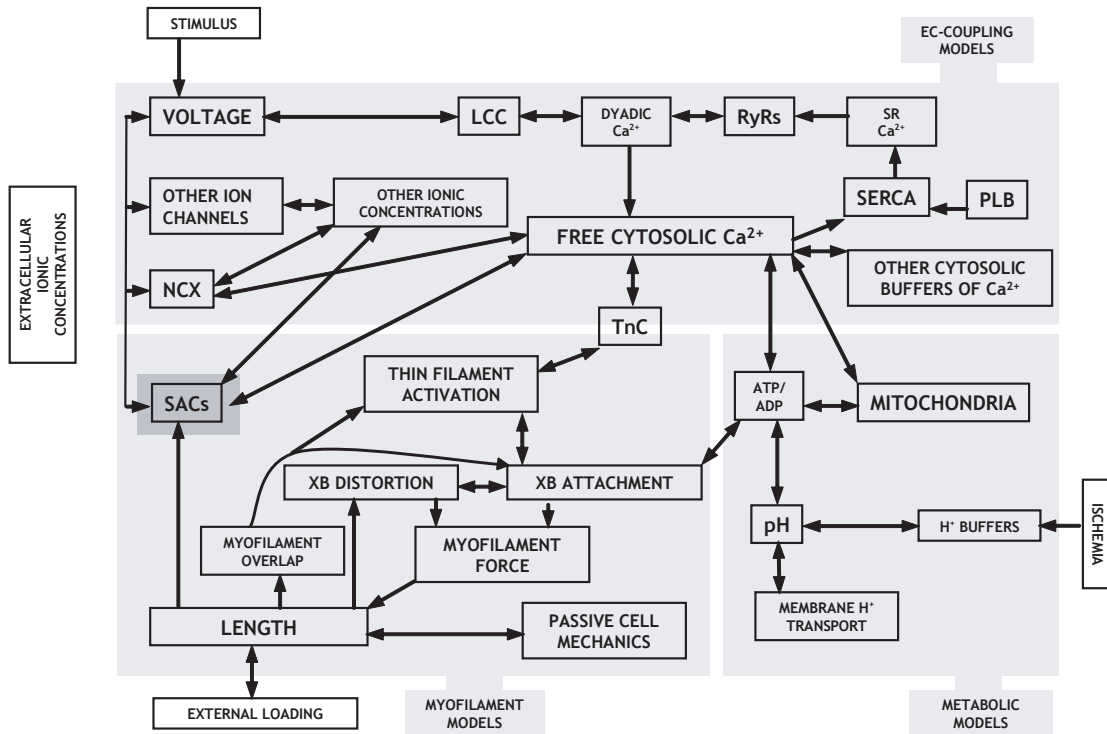 STIMULUS
EC-COUPLING
MODELS
VOLTAGE
LCC
DYADIC
Ca²⁺
RyRs
SR
Ca²⁺
EXTRACELLULAR
IONIC
CONCENTRATIONS
OTHER ION
CHANNELS
OTHER IONIC
CONCENTRATIONS
SERCA
PLB
FREE CYTOSOLIC Ca²⁺
NCX
OTHER CYTOSOLIC
BUFFERS OF Ca²⁺
TnC
SACs
THIN FILAMENT
ACTIVATION
ATP/
ADP
MITOCHONDRIA
XB DISTORTION
XB ATTACHMENT
MYOFILAMENT
OVERLAP
MYOFILAMENT
FORCE
pH
H⁺ BUFFERS
ISCHEMIA
LENGTH
PASSIVE CELL
MECHANICS
MEMBRANE H⁺
TRANSPORT
EXTERNAL LOADING
MYOFILAMENT
MODELS
METABOLIC
MODELS